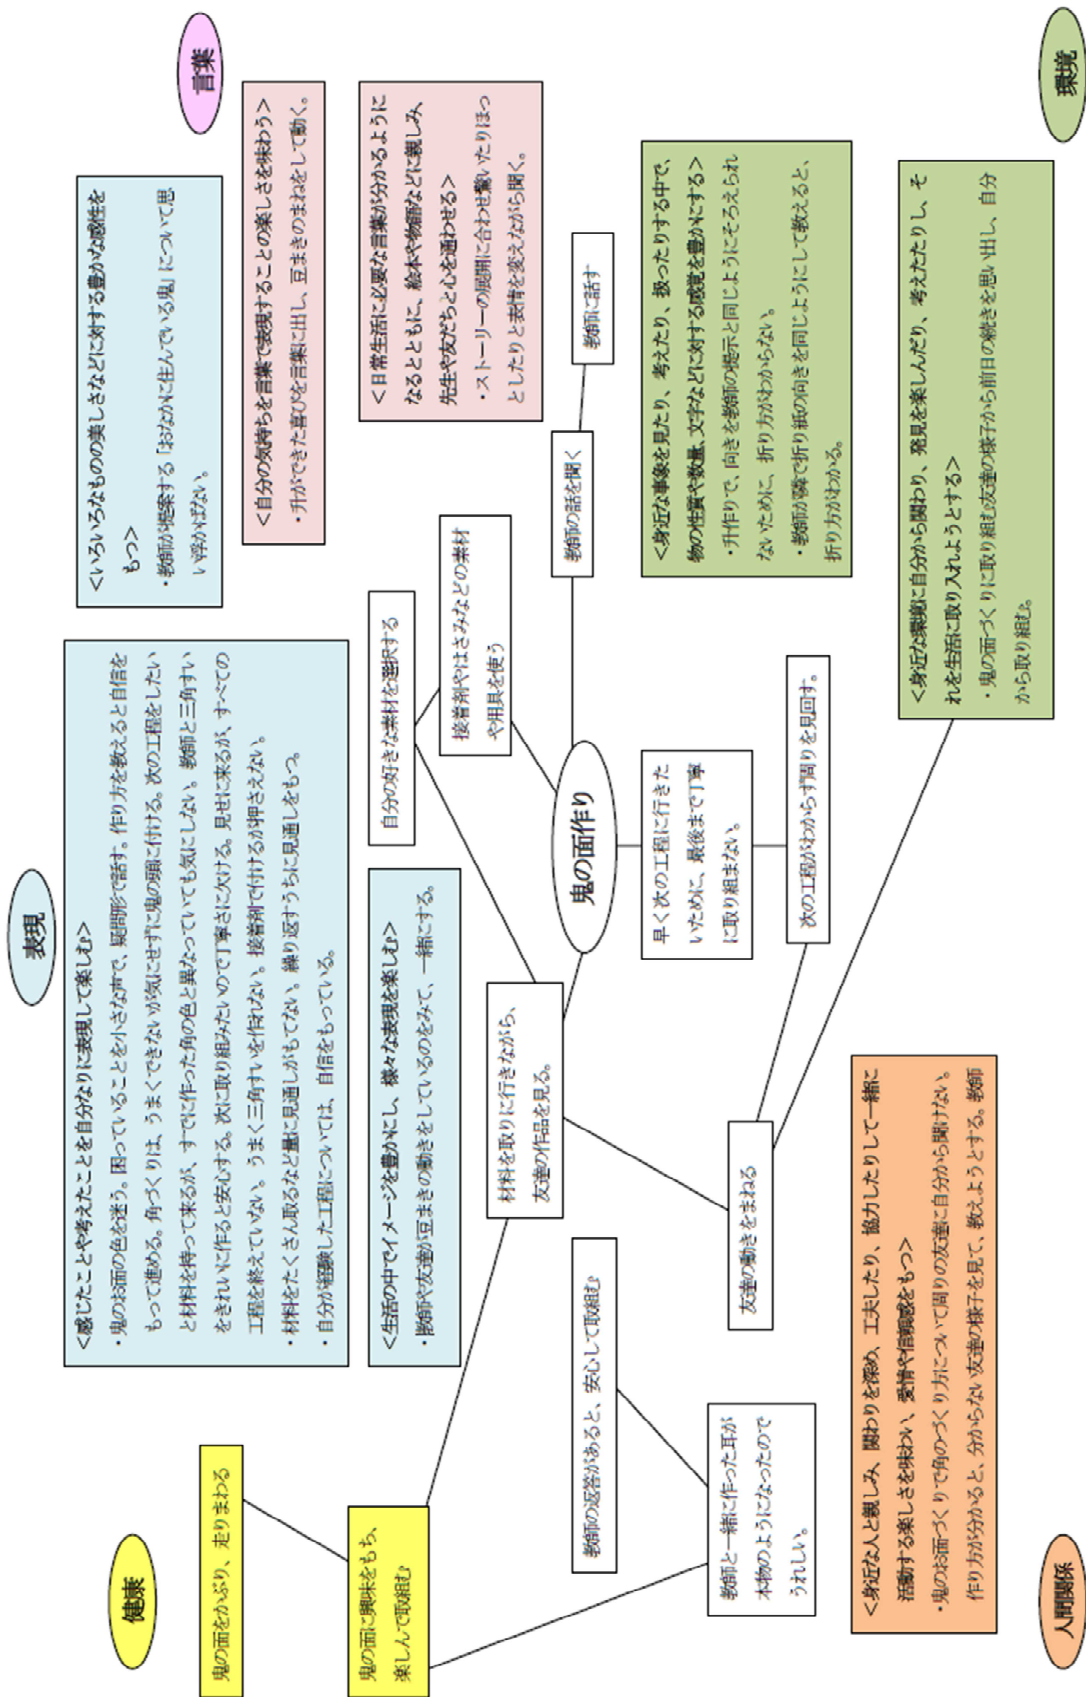 健康
鬼の面をかぶり、走りまわる
鬼の面に興味をもち、
楽しんで取組む
表現
<感じたことや考えたことを自分なりに表現して楽しむ>
・鬼のお面の色を迷う。困っていることを小さな声で、疑問形で話す。作り方を教えると自信を
もって進める。角づくりは、うまくできないが気にせずに鬼の頭に付ける。次の工程をしたい
と材料を持って来るが、すでに作った角の色と異なっていても気にしない。教師と三角すい
をきれいに作ると安心する。次に取り組みたいので丁寧さに欠ける。見せに来るが、すべての
工程を終えていない。うまく三角すいを作れない。接着剤で付けるが押さえない。
・材料をたくさん取るなど量に見通しがもてない。繰り返すうちに見通しをもつ。
・自分が経験した工程については、自信をもっている。
<生活の中でイメージを豊かにし、様々な表現を楽しむ>
・教師や友達が豆まきの動きをしているのをみて、一緒にする。
<いろいろなものの美しさなどに対する豊かな感性を
もつ>
・教師が提案する「おなかに住んでいる鬼」について思
い浮かばない。
言葉
<自分の気持ちを言葉で表現することの楽しさを味わう>
・升ができた喜びを言葉に出し、豆まきのまねをして動く。
<日常生活に必要な言葉が分かるように
なるとともに、絵本や物語などに親しみ、
先生や友だちと心を通わせる>
・ストーリーの展開に合わせ驚いたりほっ
としたりと表情を変えながら聞く。
自分の好きな素材を選択する
接着剤やはさみなどの素材
や用具を使う
材料を取りに行きながら、
友達の作品を見る。
鬼の面作り
教師の話を聞く
教師に話す
教師の返答があると、安心して取組む
教師と一緒に作った耳が
本物のようになったので
うれしい。
友達の動きをまねる
早く次の工程に行きた
いために、最後まで丁寧
に取り組まない。
次の工程がわからず周りを見回す。
<身近な事象を見たり、考えたり、扱ったりする中で、
物の性質や数量、文字などに対する感覚を豊かにする>
・升作りで、向きを教師の提示と同じようにそろえられ
ないために、折り方がわからない。
・教師が隣で折り紙の向きを同じようにして教えると、
折り方がわかる。
<身近な人と親しみ、関わりを深め、工夫したり、協力したりして一緒に
活動する楽しさを味わい、愛情や信頼感をもつ>
・鬼のお面づくりで角のづくり方について周りの友達に自分から聞けない。
作り方が分かると、分からない友達の様子を見て、教えようとする。教師
<身近な環境に自分から関わり、発見を楽しんだり、考えたりし、そ
れを生活に取り入れようとする>
・鬼の面づくりに取り組む友達の様子から前日の続きを思い出し、自分
から取り組む。
人間関係
環境